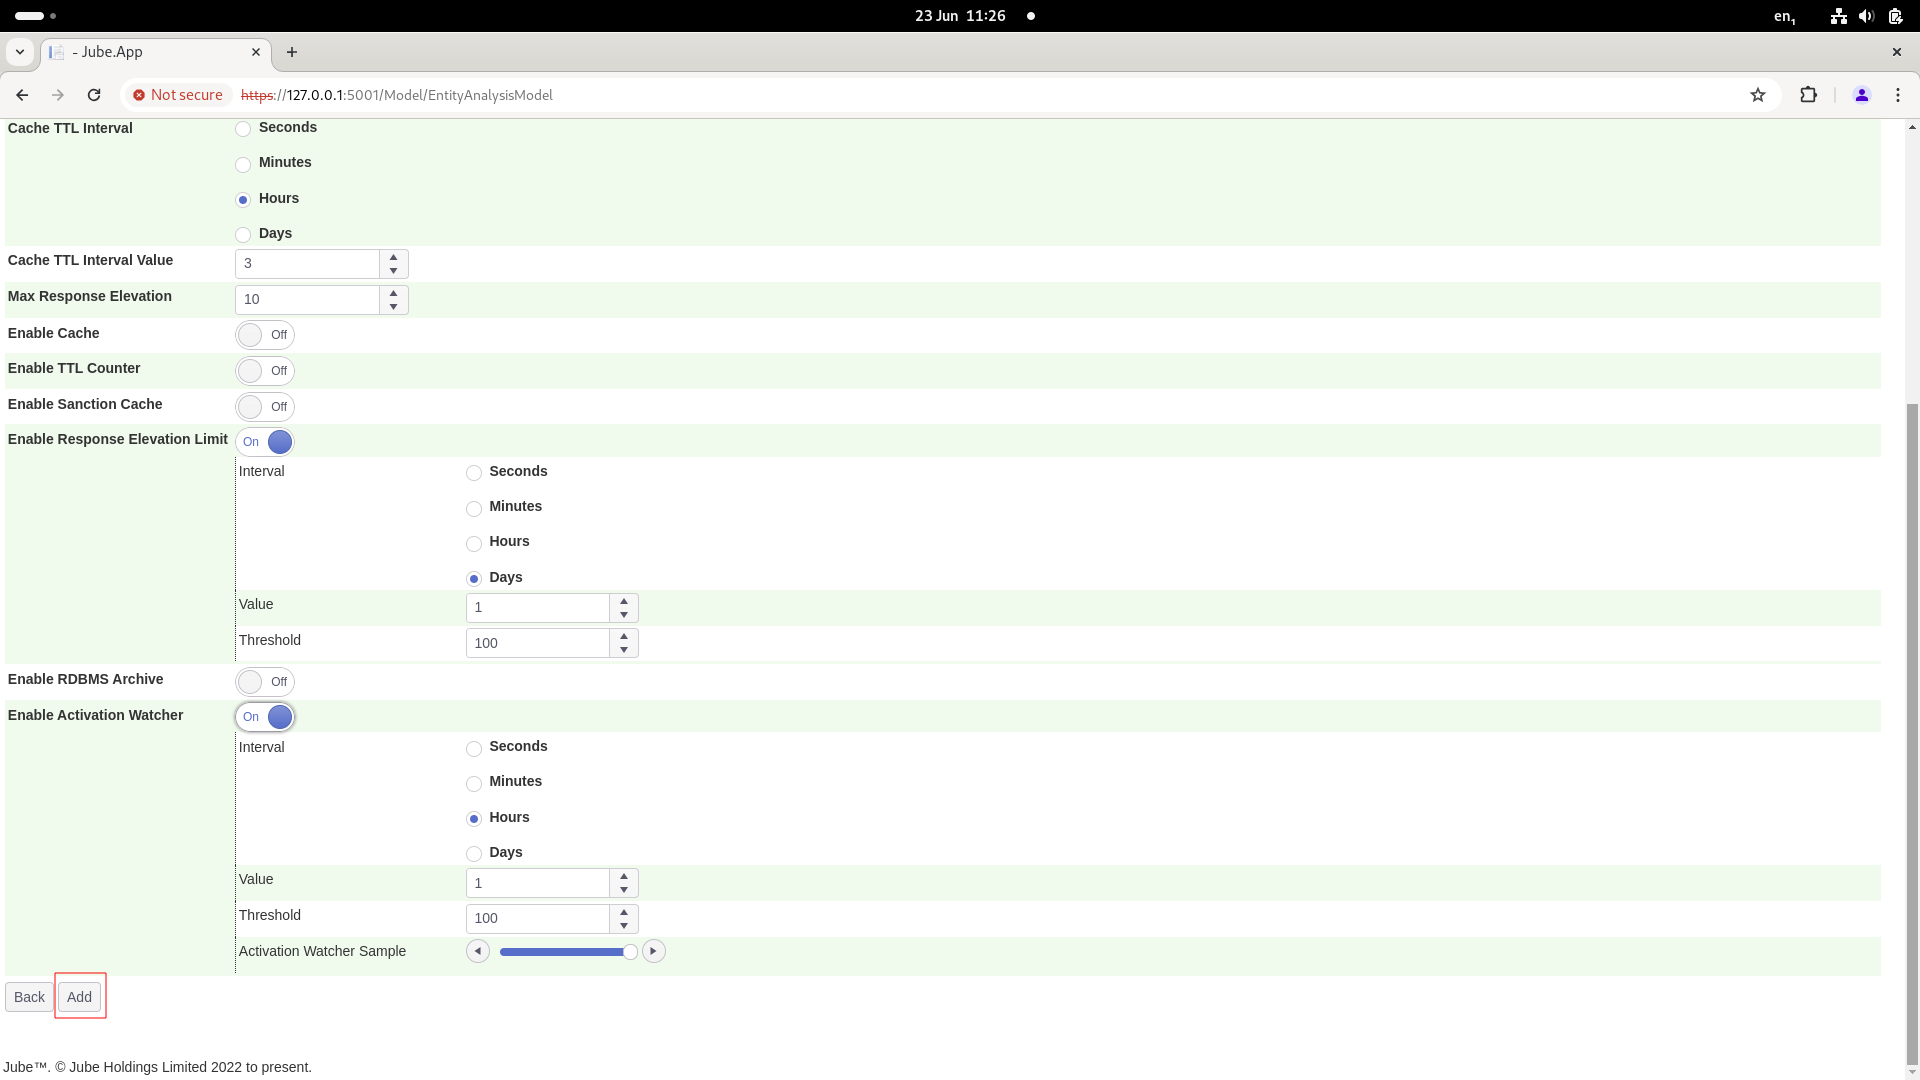 23 Jun 11:26
en1
- Jube.App
Not secure https://127.0.0.1:5001/Model/EntityAnalysisModel
Cache TTL Interval
Seconds
Minutes
Hours
Days
Cache TTL Interval Value
3
Max Response Elevation
10
Enable Cache
Off
Enable TTL Counter
Off
Enable Sanction Cache
Off
Enable Response Elevation Limit
On
Interval
Seconds
Minutes
Hours
Days
Value
1
Threshold
100
Enable RDBMS Archive
Off
Enable Activation Watcher
On
Interval
Seconds
Minutes
Hours
Days
Value
1
Threshold
100
Activation Watcher Sample
Back Add
Jube™. © Jube Holdings Limited 2022 to present.